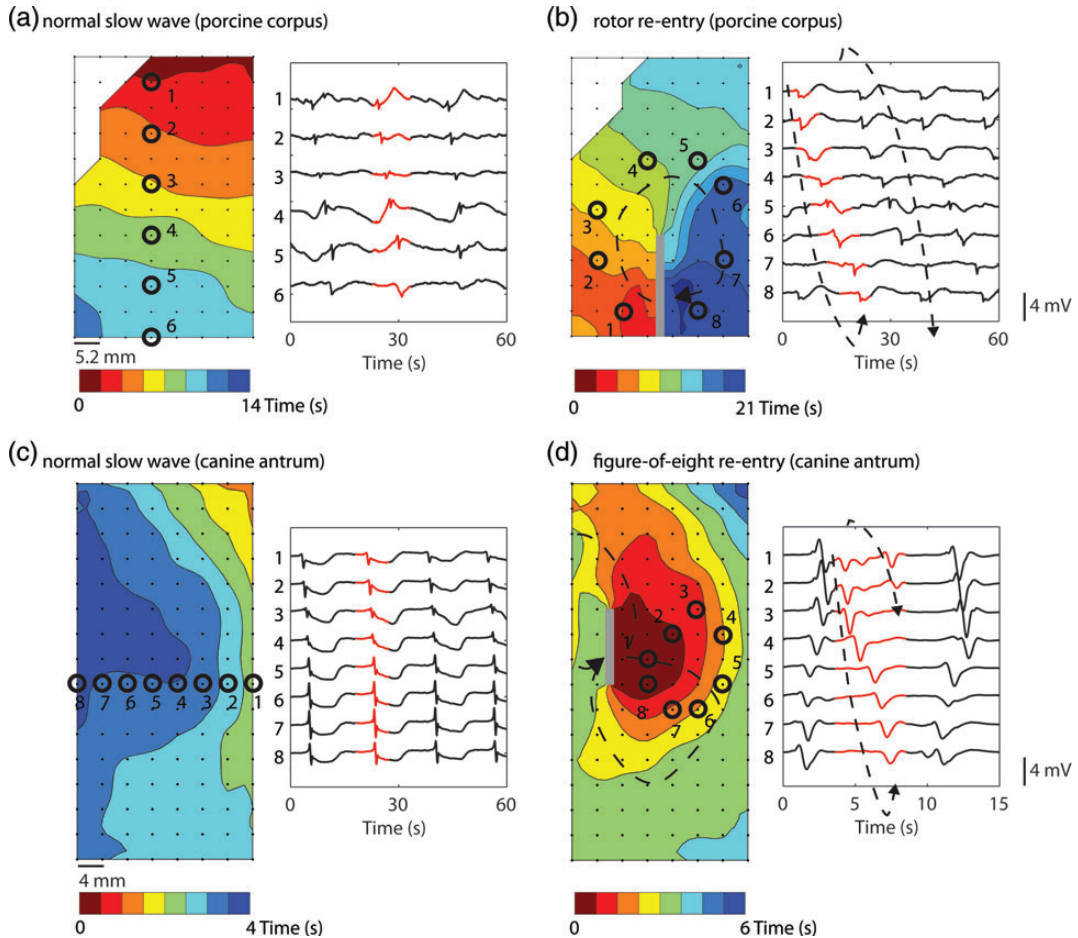 (a) normal slow wave (porcine corpus)
1
2
3
4
5
6
5.2 mm
0 14 Time (s)
1
2
3
4
5
6
0 30 60
Time (s)
(b) rotor re-entry (porcine corpus)
4 5
6
3
2 7
1 8
0 21 Time (s)
1
2
3
4
5
6
7
8
0 30 60
Time (s)
4 mV
(c) normal slow wave (canine antrum)
8 7 6 5 4 3 2 1
4 mm
0 4 Time (s)
1
2
3
4
5
6
7
8
0 30 60
Time (s)
(d) figure-of-eight re-entry (canine antrum)
3
2 4
5
8 7 6
0 6 Time (s)
1
2
3
4
5
6
7
8
0 5 10 15
Time (s)
4 mV